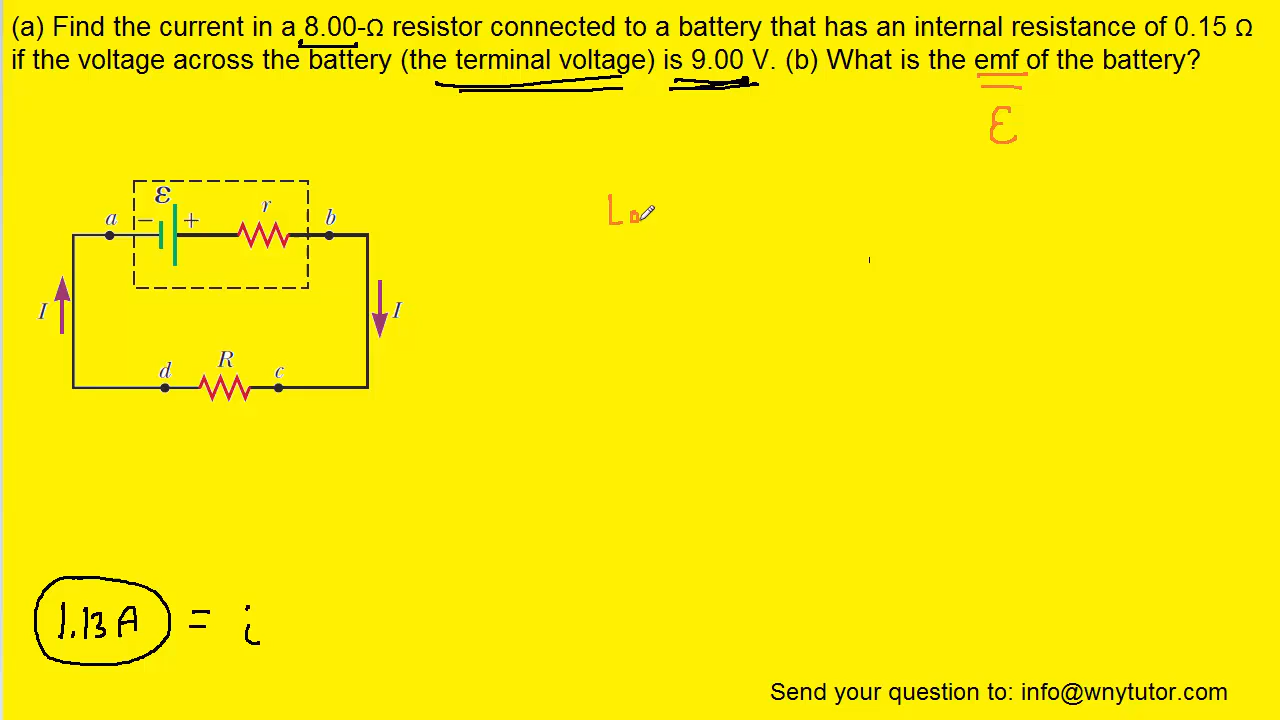 (a) Find the current in a 8.00-Ω resistor connected to a battery that has an internal resistance of 0.15 Ω
if the voltage across the battery (the terminal voltage) is 9.00 V. (b) What is the emf of the battery?
ε
Lo
ε
r
a
− +
b
I
I
R
d
c
1.13A = i
Send your question to: info@wnytutor.com